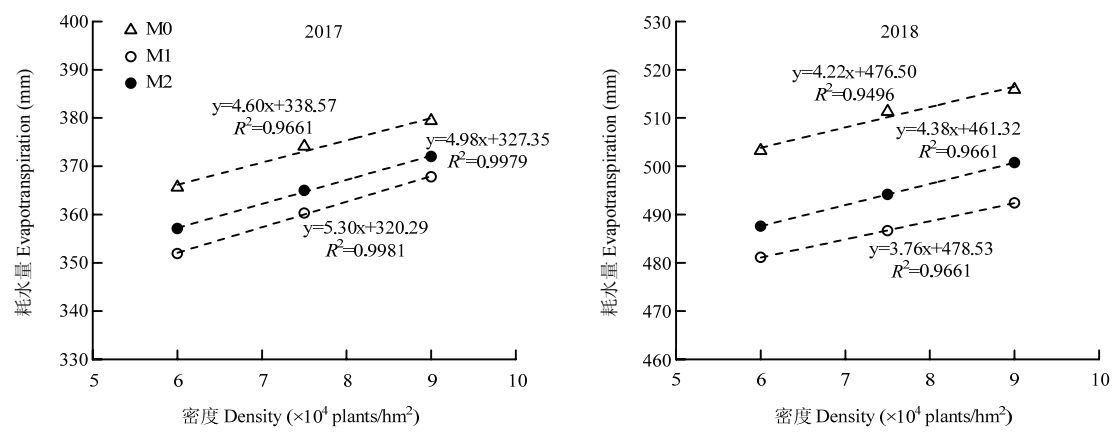 2017
M0
M1
M2
y=4.60x+338.57
R²=0.9661
y=4.98x+327.35
R²=0.9979
y=5.30x+320.29
R²=0.9981
400
390
380
370
360
350
340
330
5 6 7 8 9 10
耗水量 Evapotranspiration (mm)
密度 Density (×10⁴ plants/hm²)
2018
y=4.22x+476.50
R²=0.9496
y=4.38x+461.32
R²=0.9661
y=3.76x+478.53
R²=0.9661
530
520
510
500
490
480
470
460
5 6 7 8 9 10
耗水量 Evapotranspiration (mm)
密度 Density (×10⁴ plants/hm²)